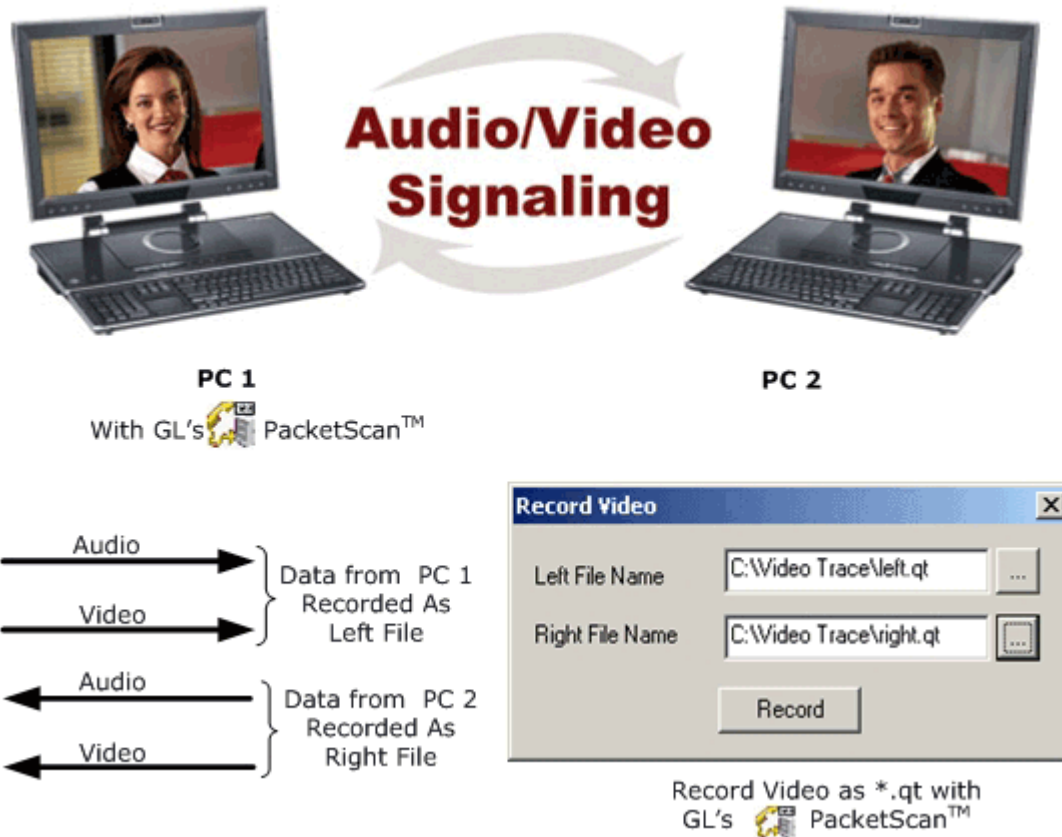 Audio/Video
Signaling
PC 1
PC 2
With GL's PacketScan™
Audio
Video
Data from PC 1
Recorded As
Left File
Audio
Video
Data from PC 2
Recorded As
Right File
Record Video
Left File Name
C:\Video Trace\left.qt
...
Right File Name
C:\Video Trace\right.qt
...
Record
Record Video as *.qt with
GL's PacketScan™